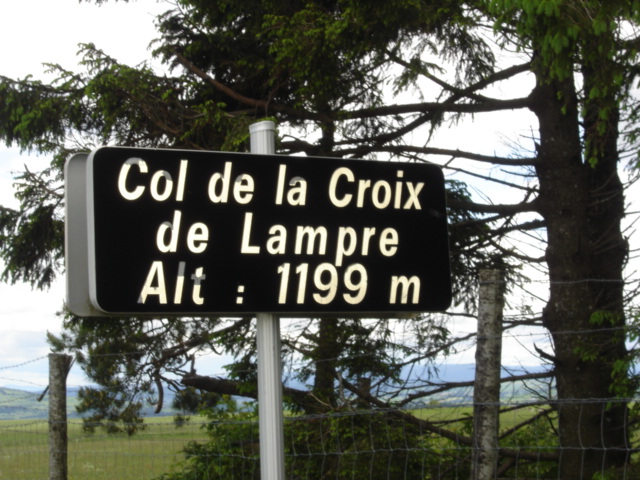 Col de la Croix
de Lampre
Alt : 1199 m